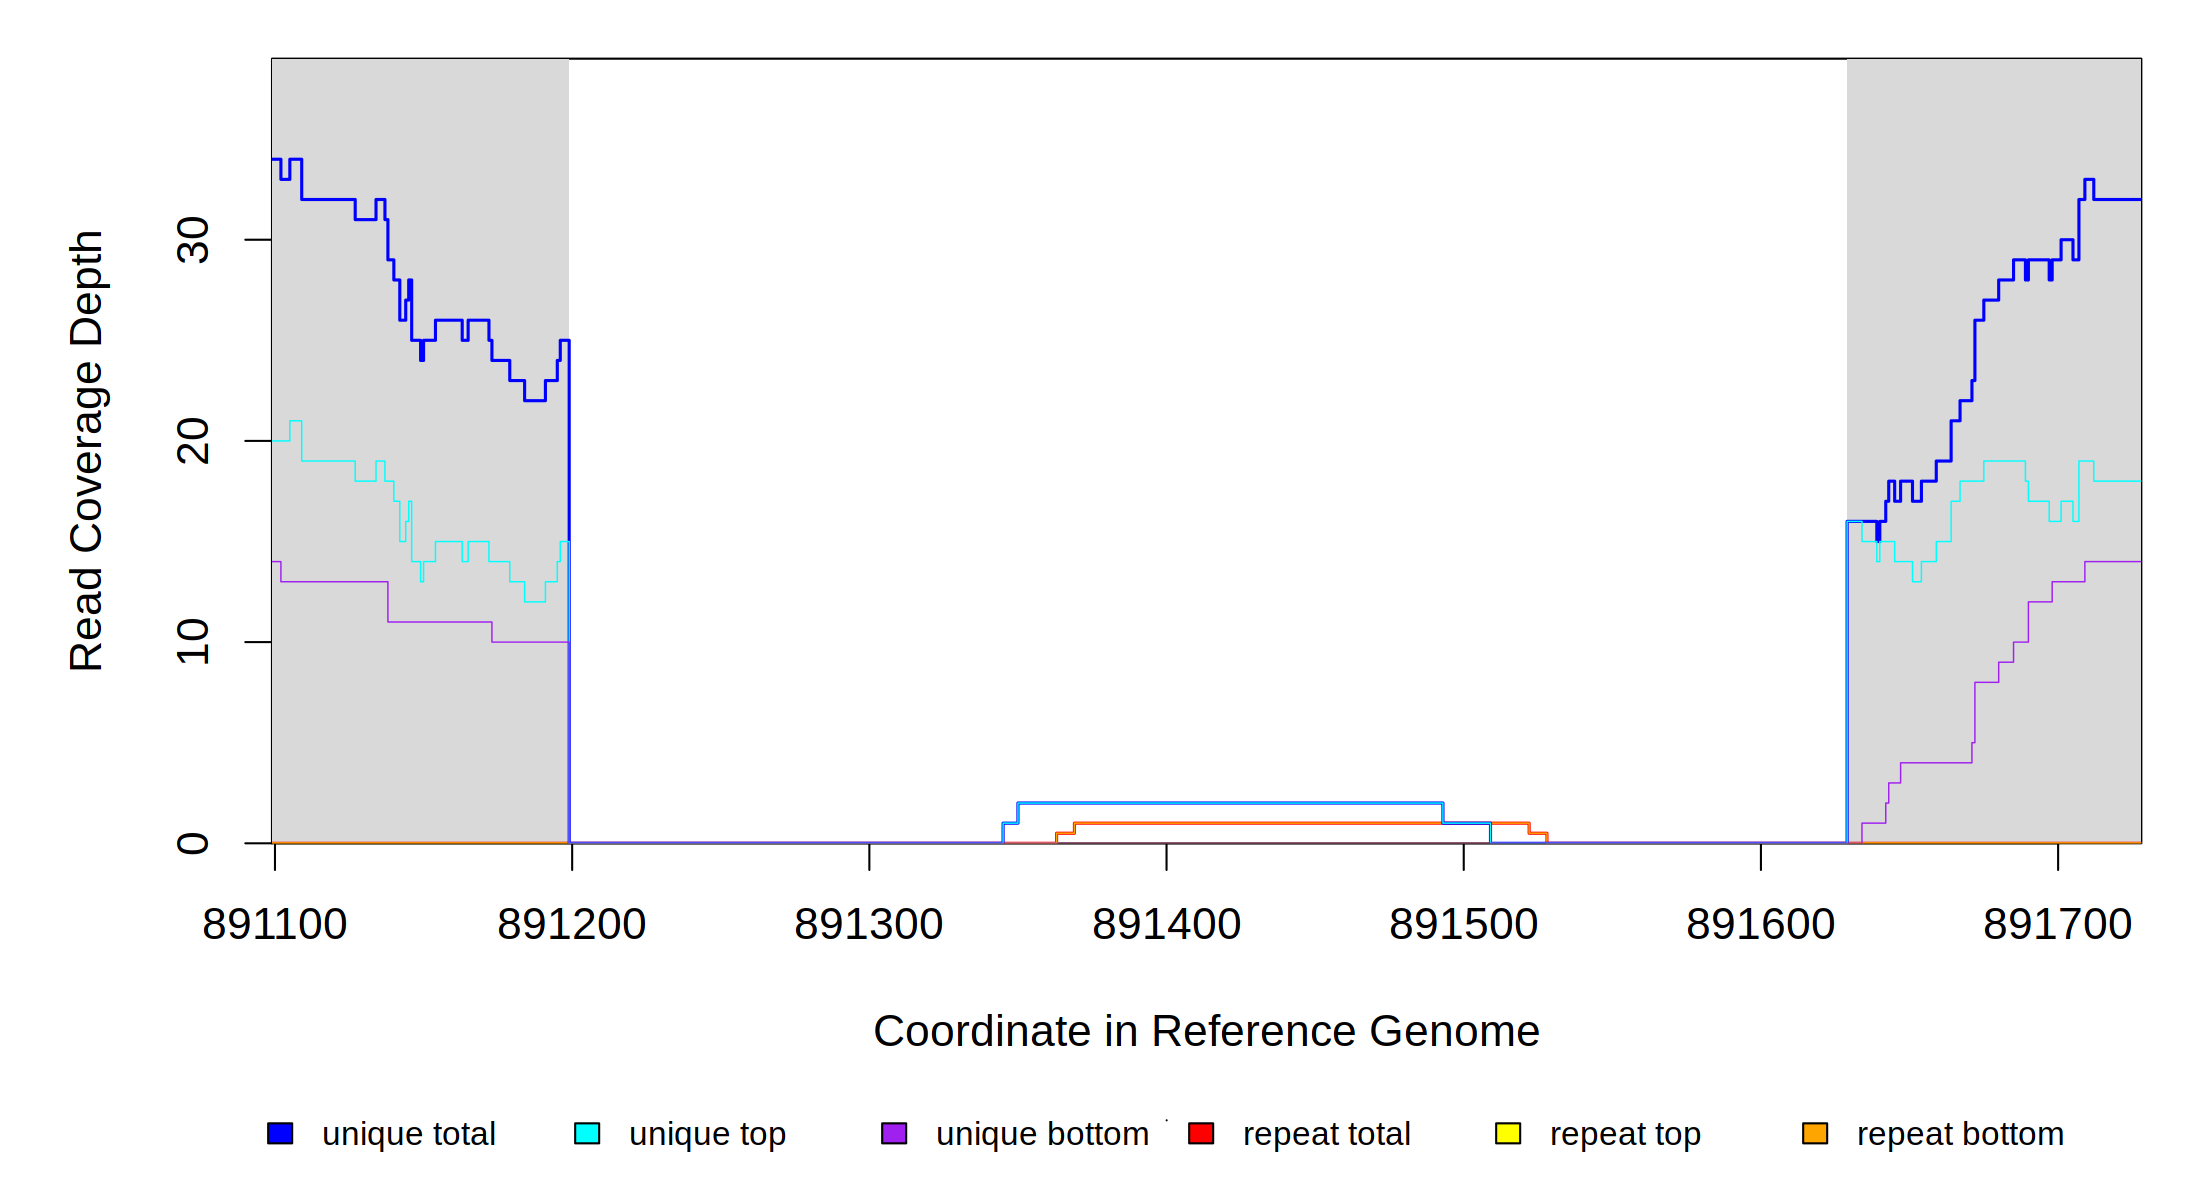 Read Coverage Depth
30
20
10
0
891100 891200 891300 891400 891500 891600 891700
Coordinate in Reference Genome
unique total unique top unique bottom repeat total repeat top repeat bottom